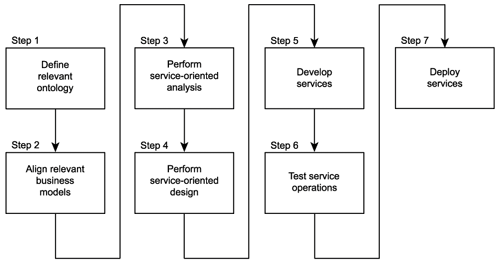 Step 1
Define
relevant
ontology
Step 2
Align relevant
business
models
Step 3
Perform
service-oriented
analysis
Step 4
Perform
service-oriented
design
Step 5
Develop
services
Step 6
Test service
operations
Step 7
Deploy
services